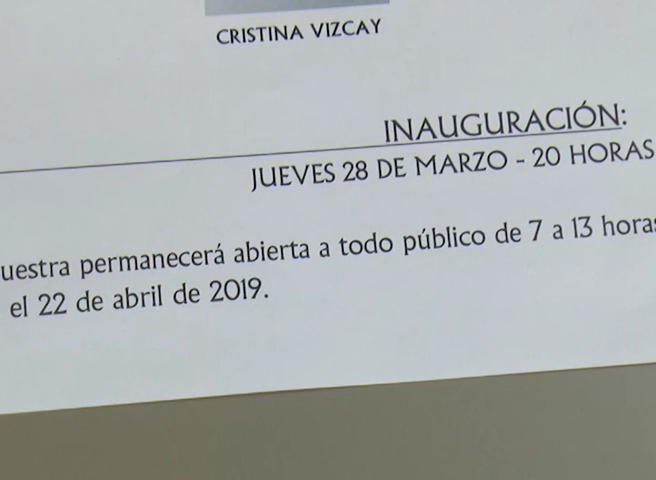 CRISTINA VIZCAY
INAUGURACIÓN:
JUEVES 28 DE MARZO - 20 HORAS
uestra permanecerá abierta a todo público de 7 a 13 horas
el 22 de abril de 2019.